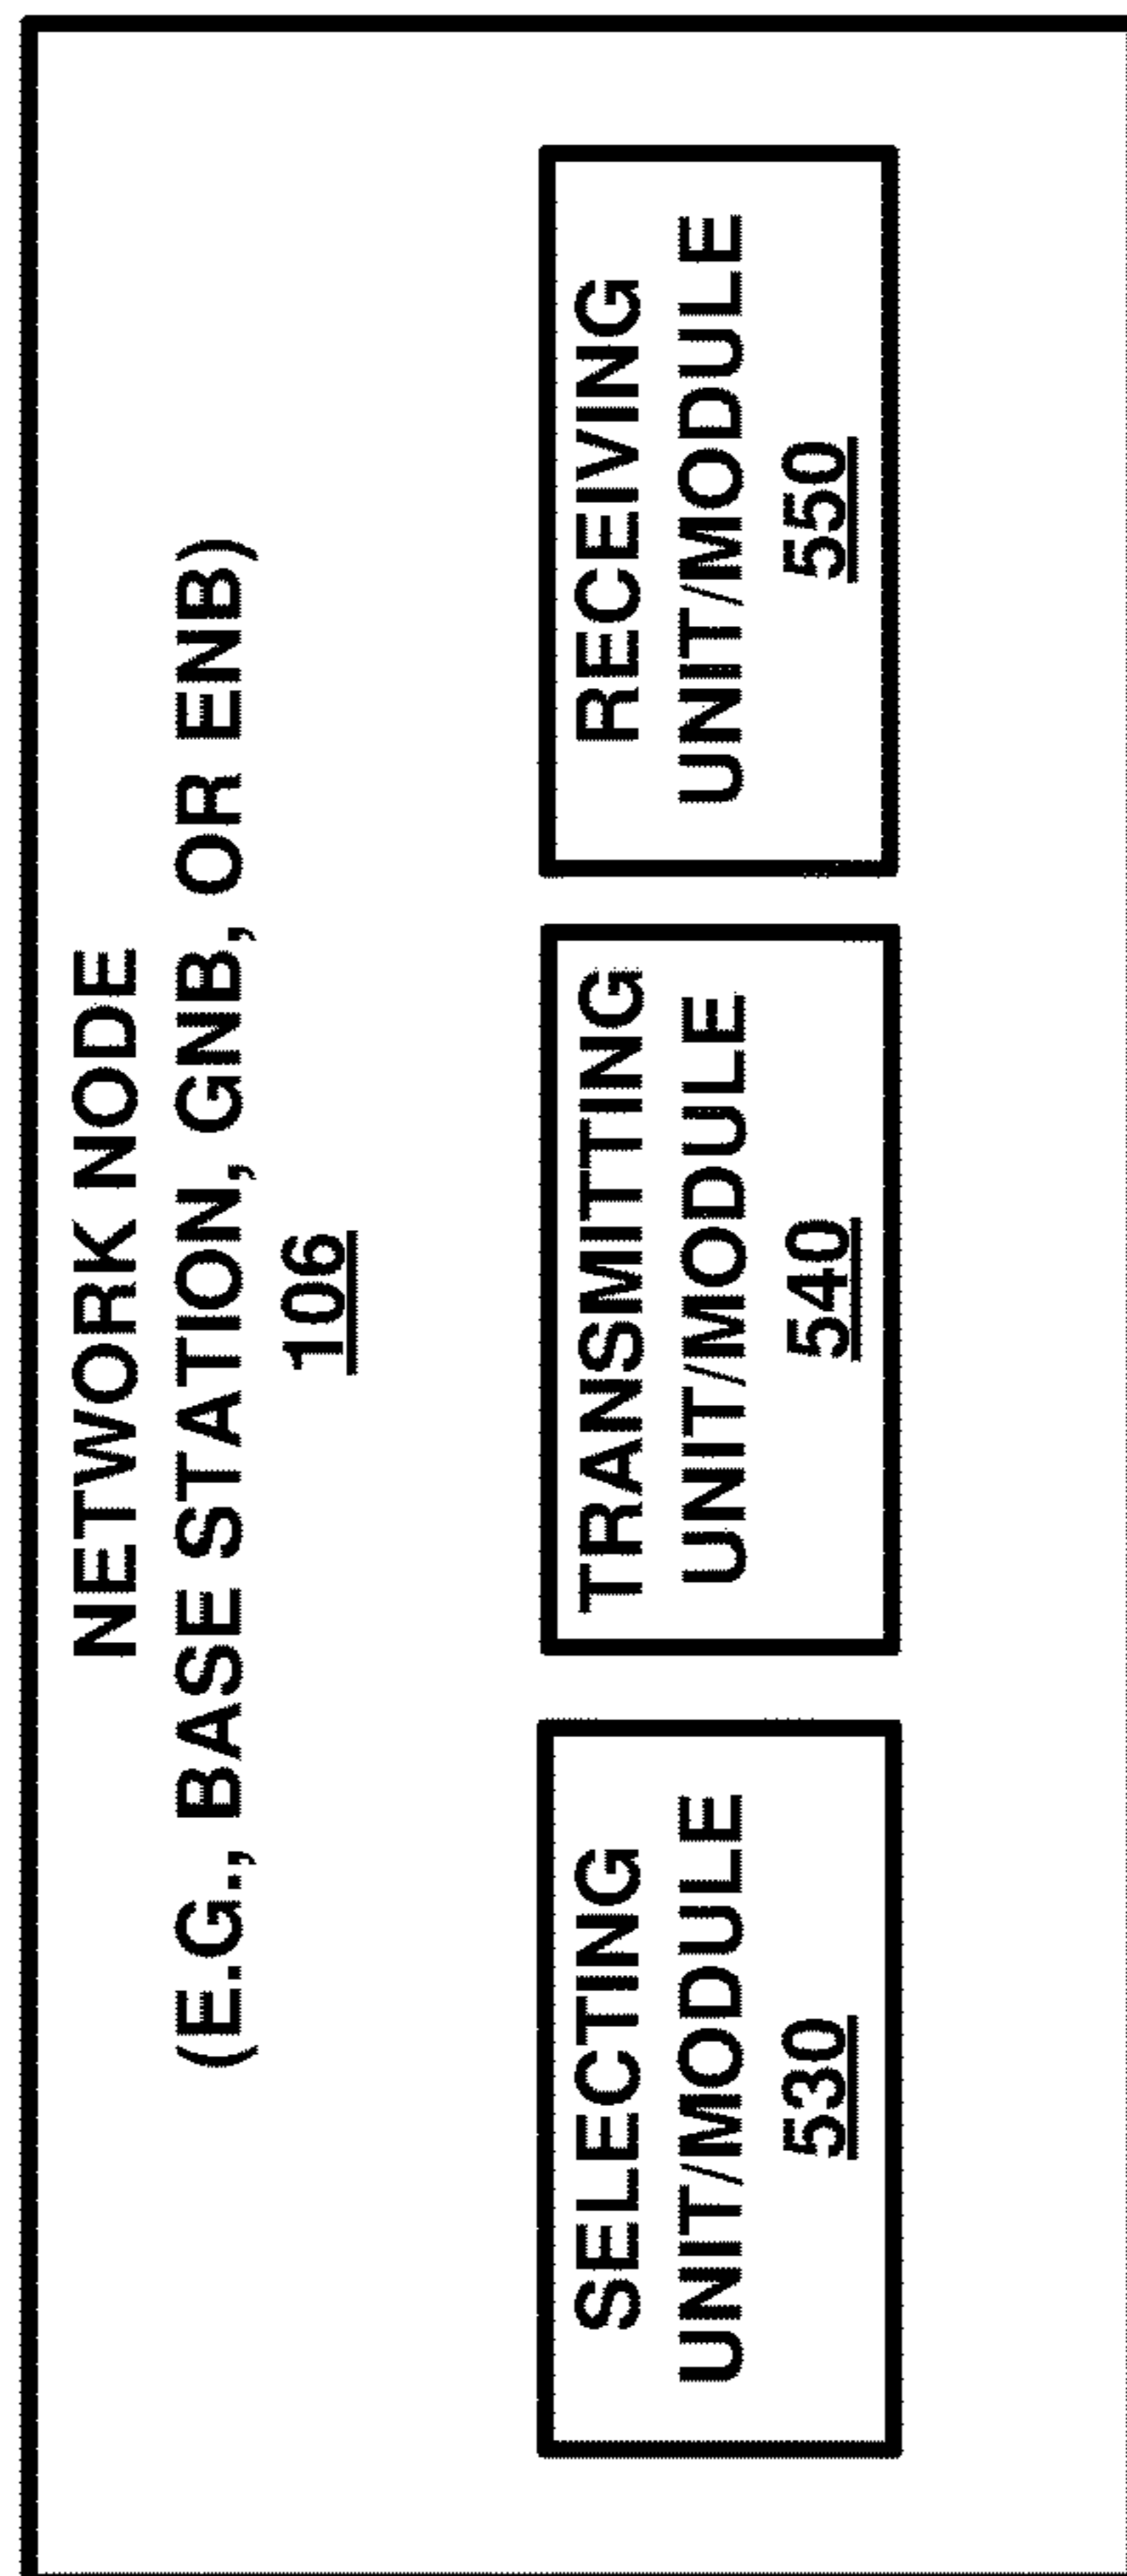 NETWORK NODE
(E.G., BASE STATION, GNB, OR ENB)
106
SELECTING
UNIT/MODULE
530
TRANSMITTING
UNIT/MODULE
540
RECEIVING
UNIT/MODULE
550